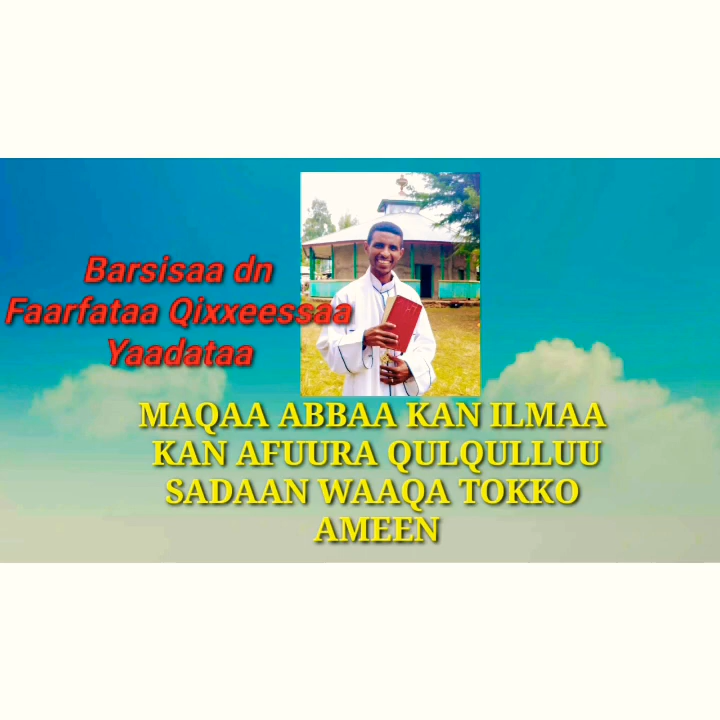 Barsisaa dn
Faarfataa Qixxeessaa
Yaadataa
MAQAA ABBAA KAN ILMAA
KAN AFUURA QULQULLUU
SADAAN WAAQA TOKKO
AMEEN